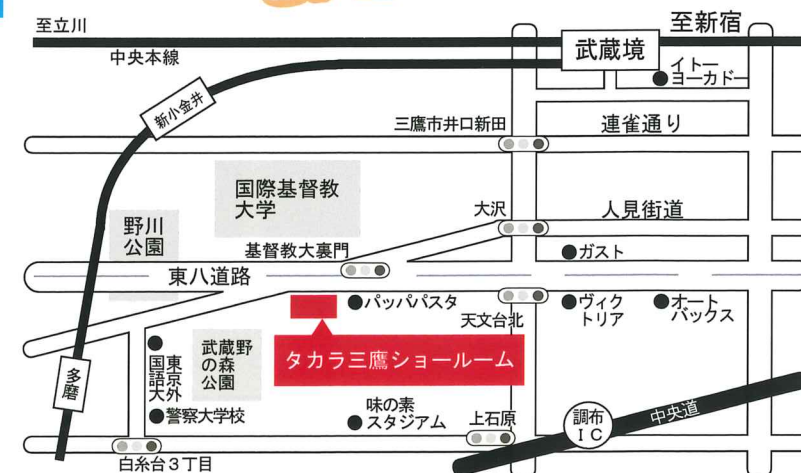 至立川
至新宿
中央本線
武蔵境
イトー
ヨーカドー
新小金井
三鷹市井口新田
連雀通り
国際基督教
大学
大沢
人見街道
野川
公園
基督教大裏門
ガスト
東八道路
パッパパスタ
天文台北
ヴィク
トリア
オート
バックス
タカラ三鷹ショールーム
武蔵野
の森
公園
東京外
国語大
多磨
警察大学校
味の素
スタジアム
上石原
調布
IC
中央道
白糸台3丁目